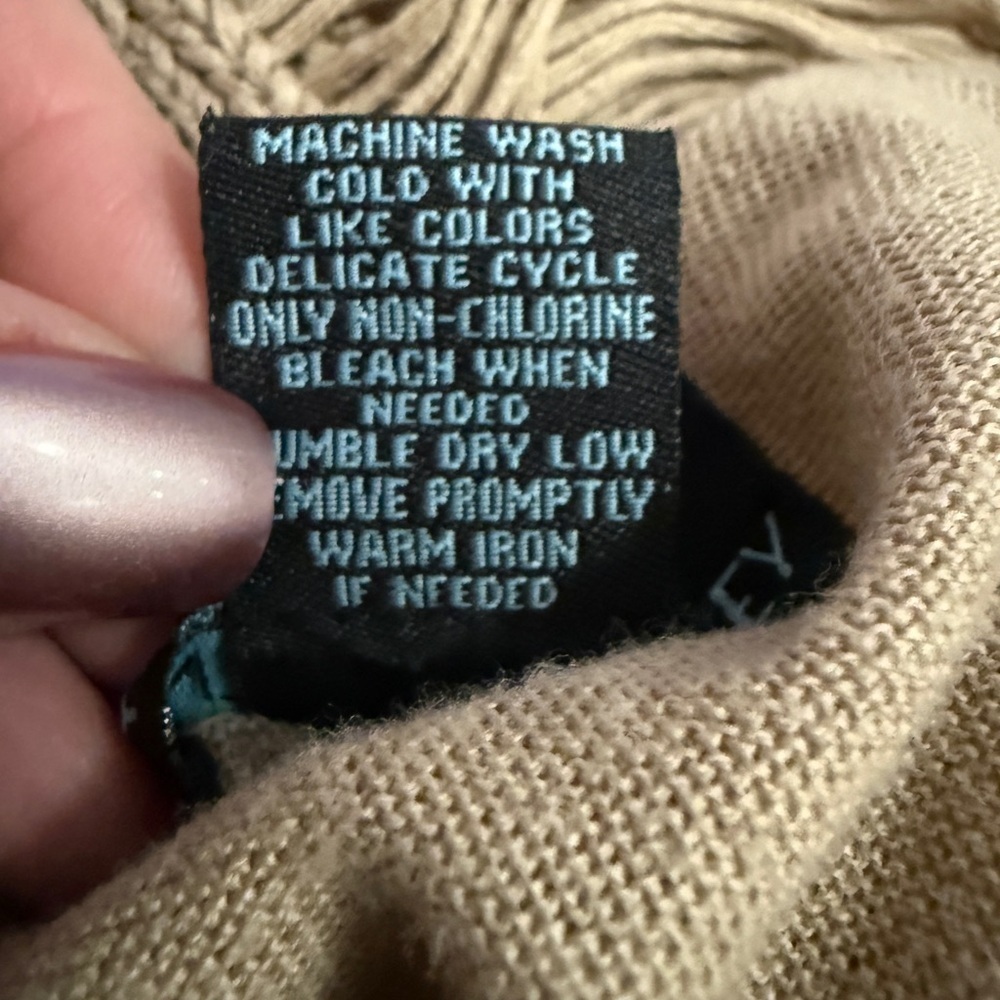 MACHINE WASH
COLD WITH
LIKE COLORS
DELICATE CYCLE
ONLY NON-CHLORINE
BLEACH WHEN
NEEDED
UMBLE DRY LOW
EMOVE PROMPTLY
WARM IRON
IF NEEDED
EY